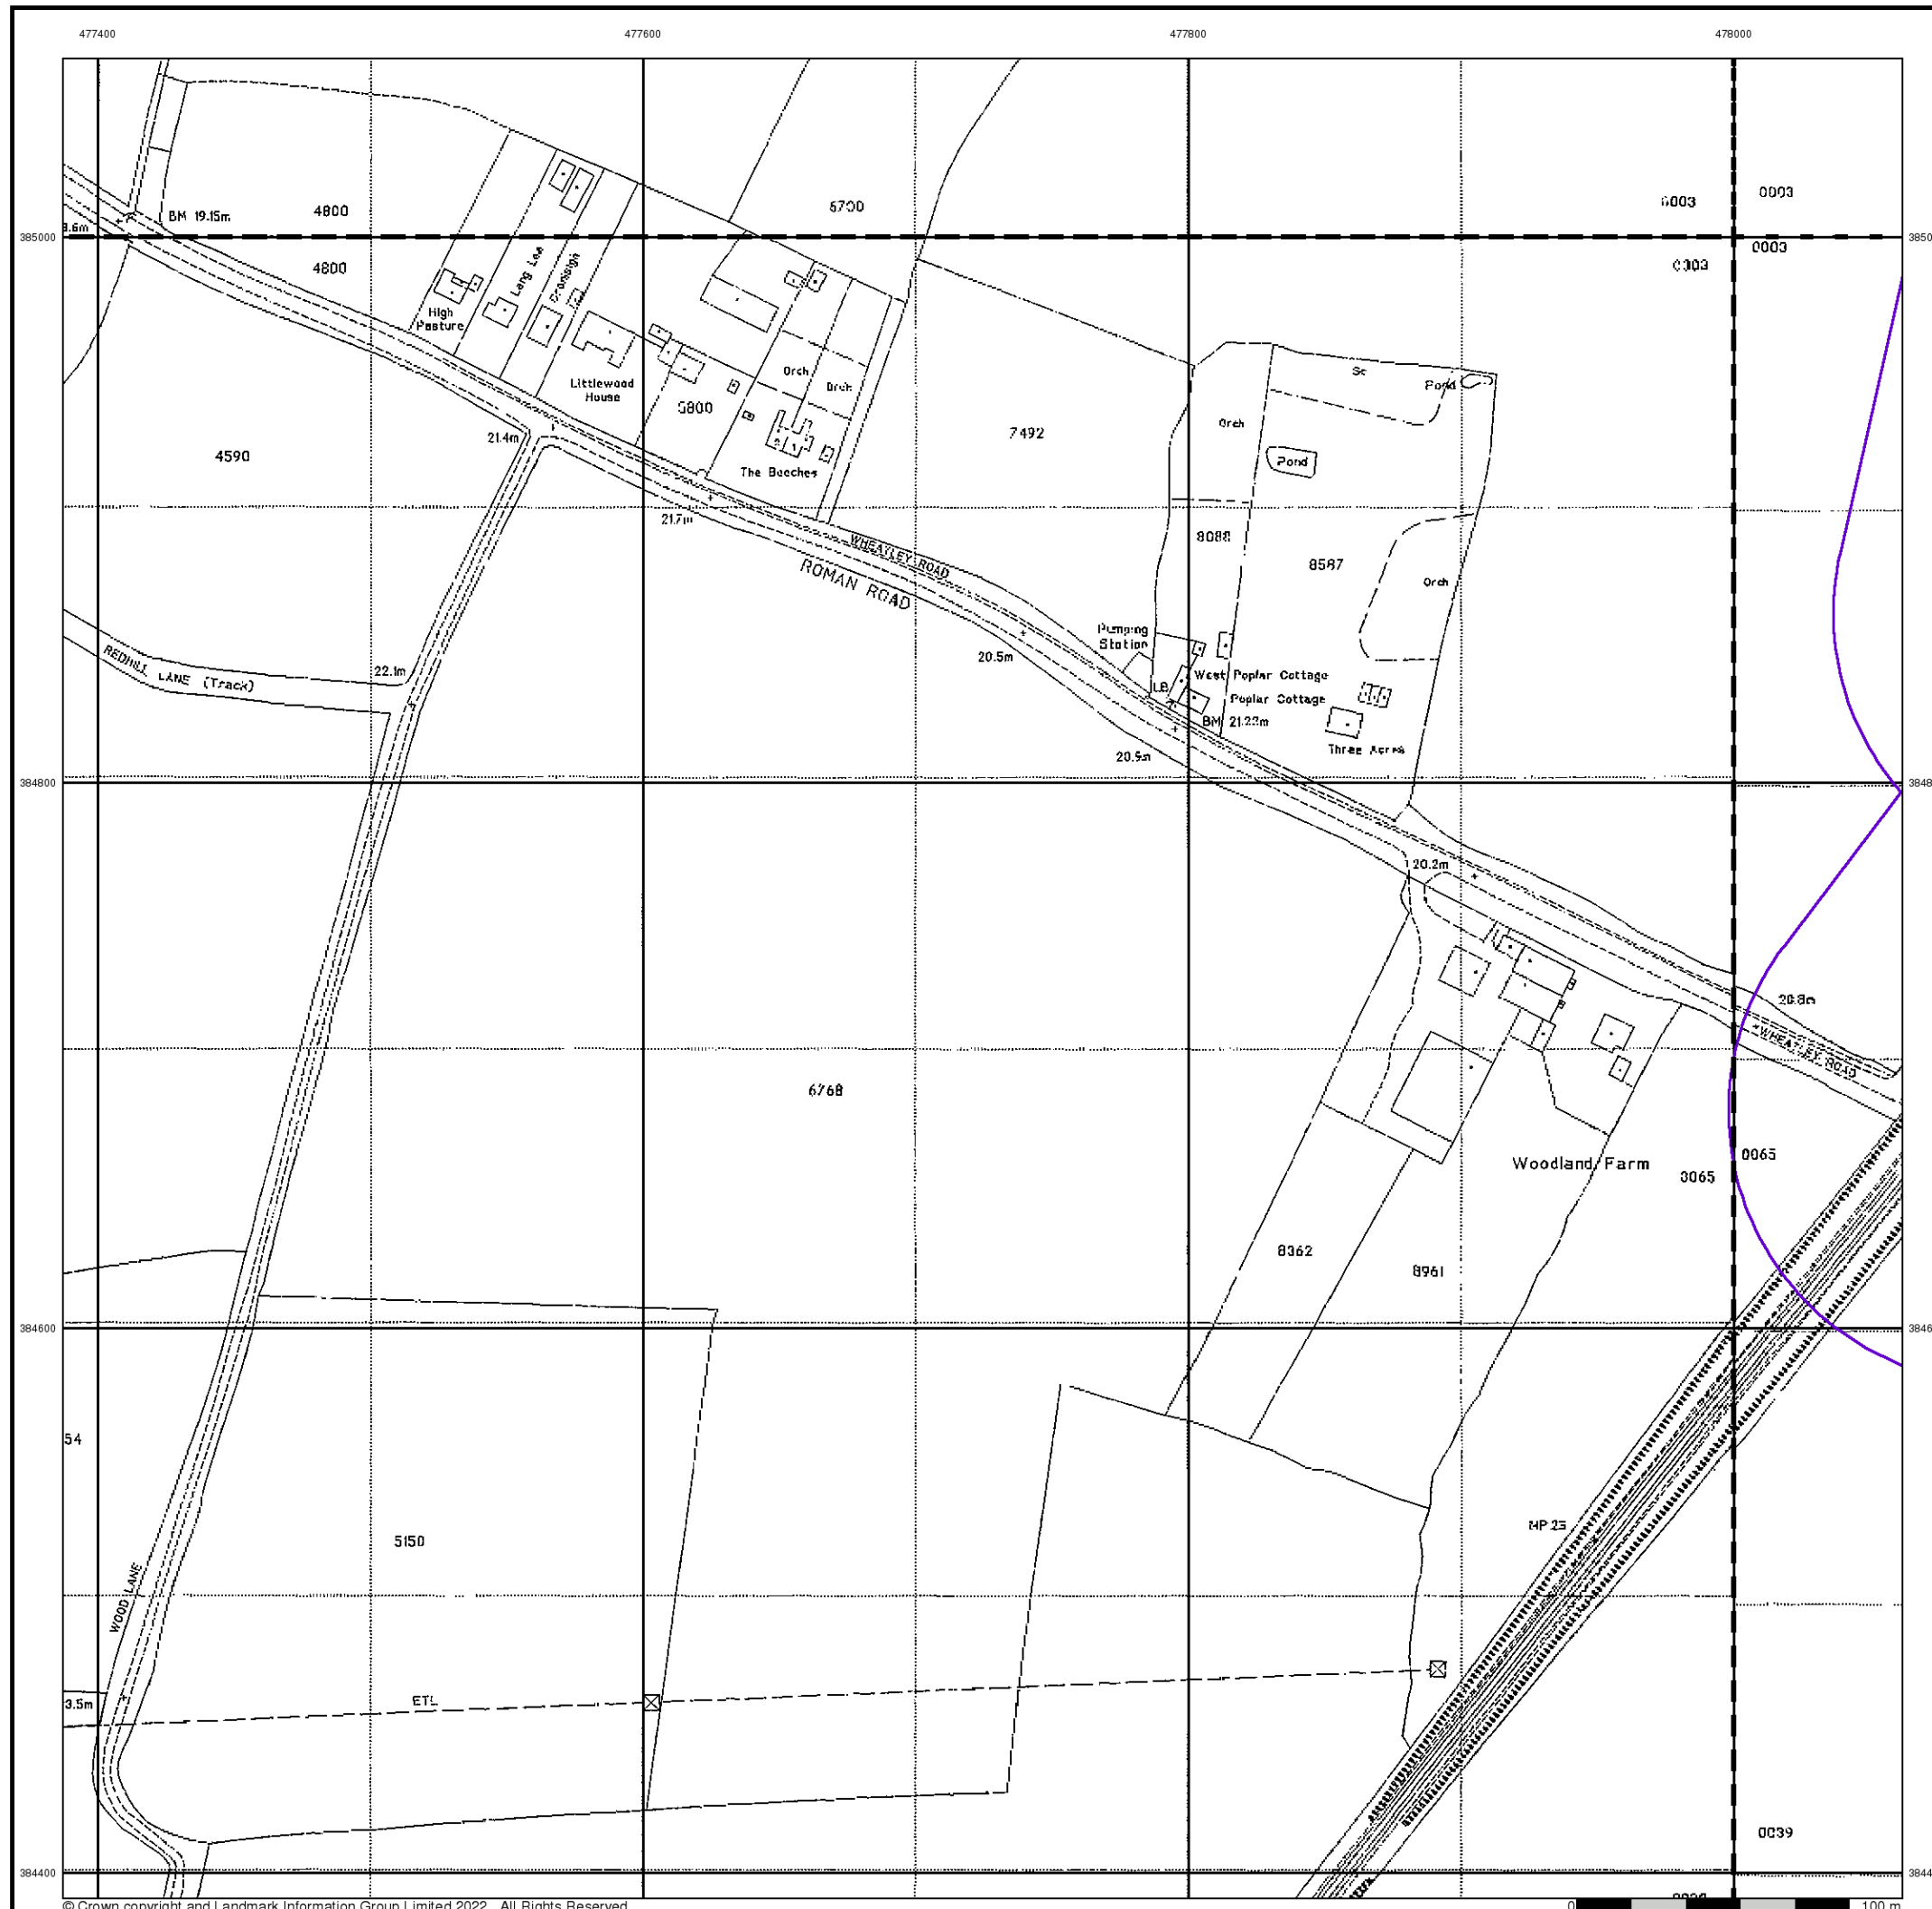 477400
477600
477800
478000
BM 19.15m
4800
6700
0003
385000
4800
0003
High
Pasture
Lang Lea
Littlewood
House
5800
Orch
Orch
The Beeches
Sc
Pond
Orch
Pond
7492
4590
21.4m
21.7m
WHEATLEY ROAD
ROMAN ROAD
8088
8587
Orch
Pumping
Station
20.5m
LB
West Poplar Cottage
Poplar Cottage
BM 21.22m
Three Acres
20.9m
REDHILL LANE (Track)
22.1m
384800
20.2m
20.8m
WHEATLEY ROAD
6768
Woodland Farm
0065
8362
8961
384600
54
5150
MP 25
WOOD LANE
3.5m
ETL
0039
384400
© Crown copyright and Landmark Information Group Limited 2022. All Rights Reserved
0
100 m